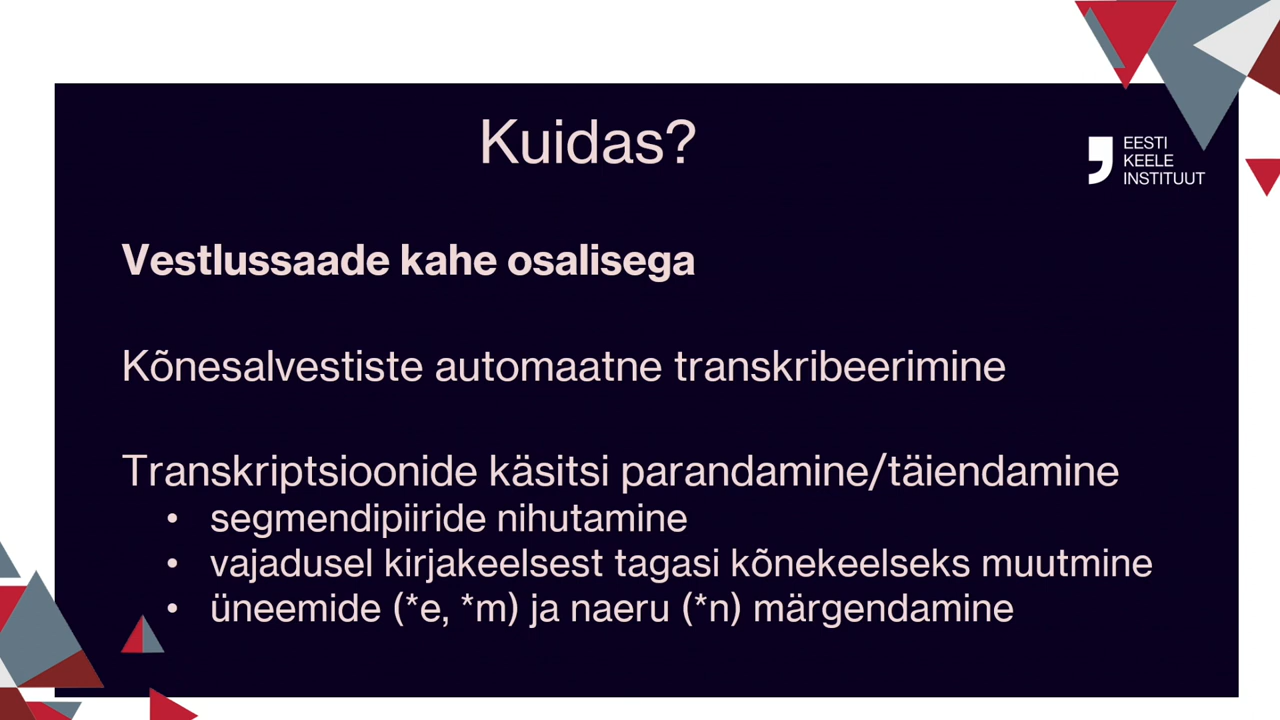 Kuidas?
EESTI
KEELE
INSTITUUT
Vestlussaade kahe osalisega
Kõnesalvestiste automaatne transkribeerimine
Transkriptsioonide käsitsi parandamine/täiendamine
• segmendipiiride nihutamine
• vajadusel kirjakeelsest tagasi kõnekeelseks muutmine
• üneemide (*e, *m) ja naeru (*n) märgendamine